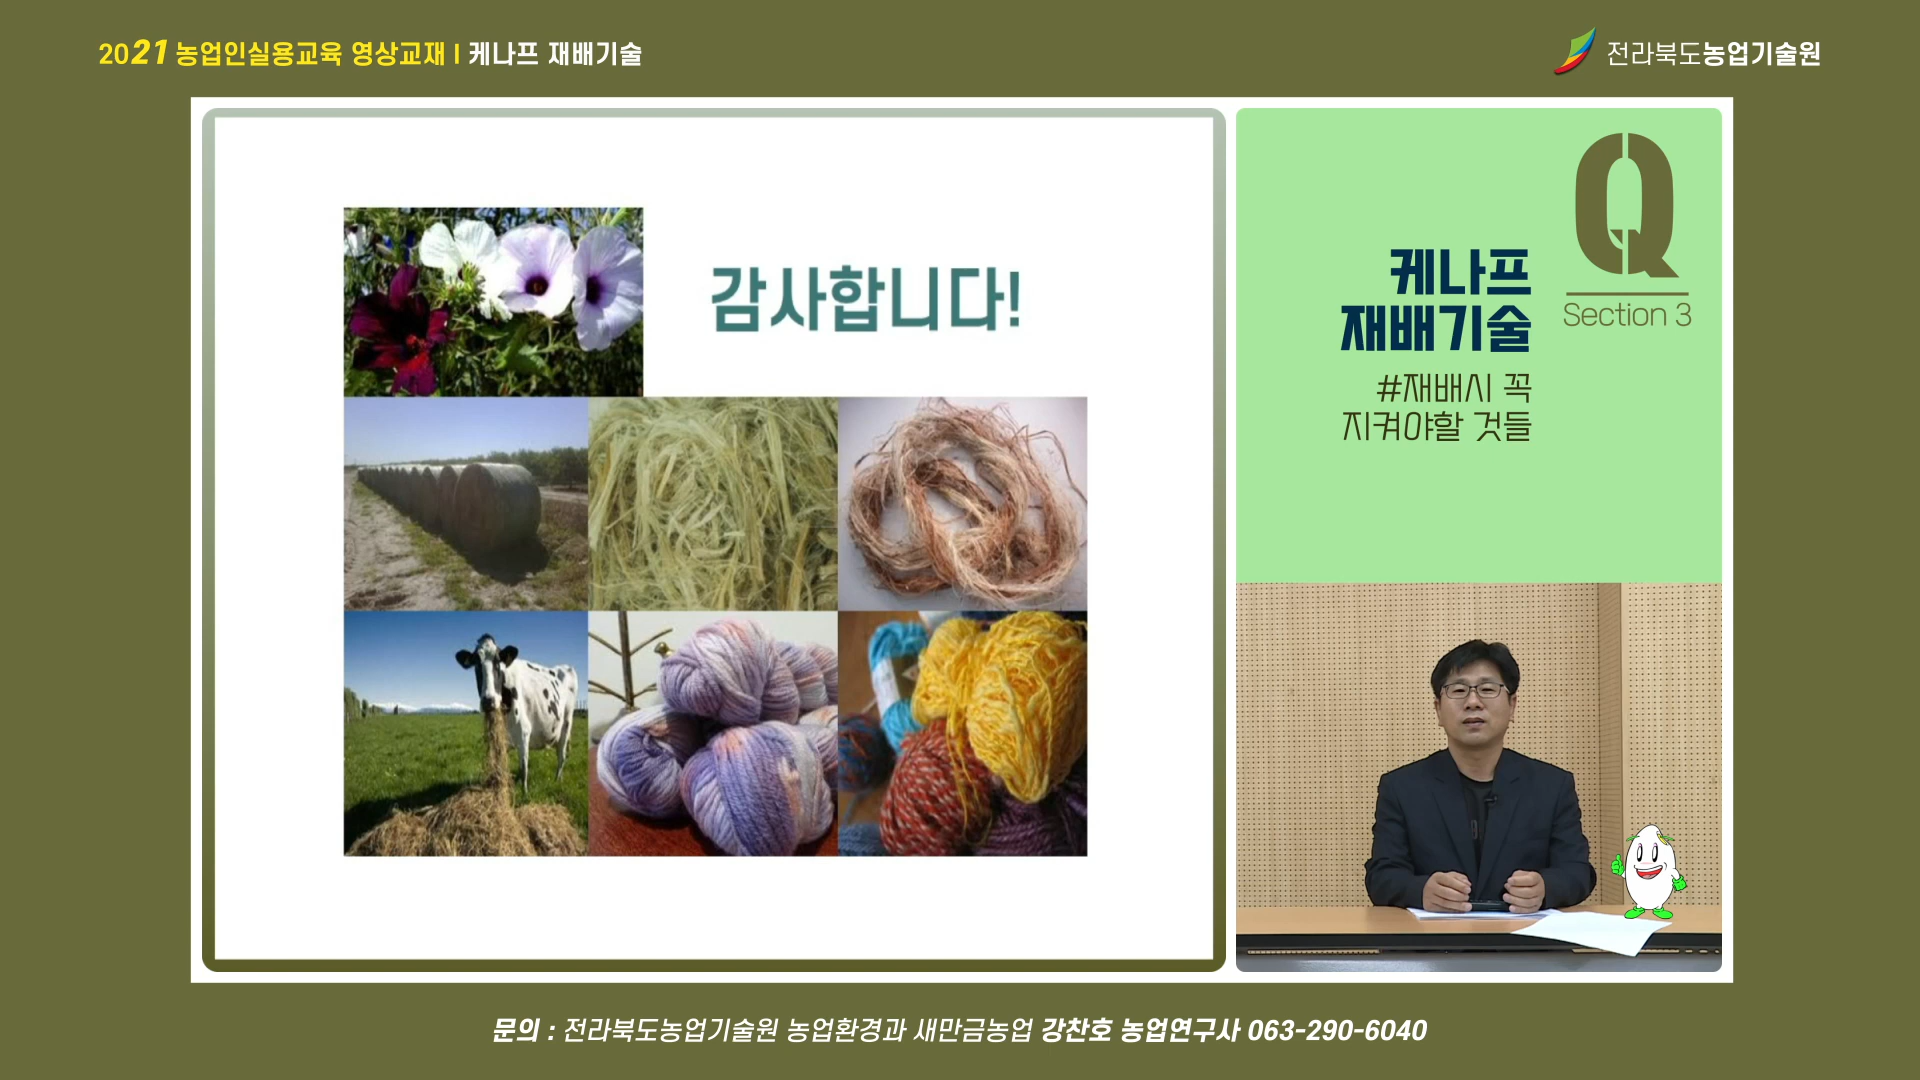 2021 농업인실용교육 영상교재 I 케나프 재배기술
전라북도농업기술원
감사합니다!
Q
Section 3
케나프
재배기술
#재배시 꼭
지켜야할 것들
문의 : 전라북도농업기술원 농업환경과 새만금농업 강찬호 농업연구사 063-290-6040